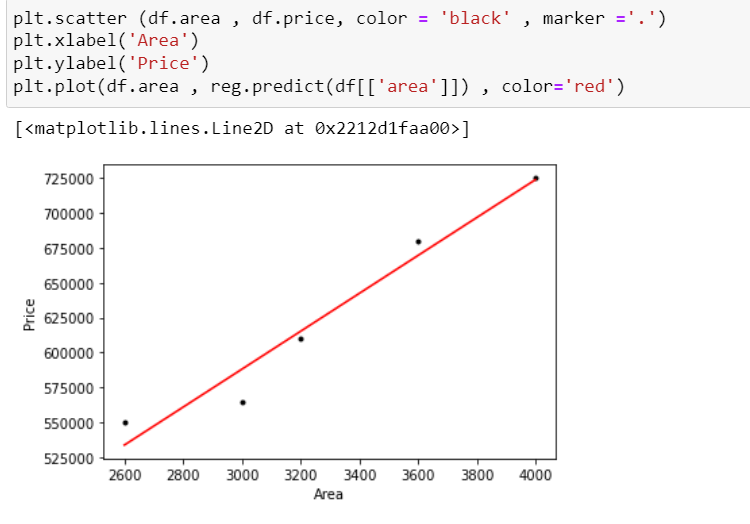 plt.scatter (df.area , df.price, color = 'black' , marker ='.')
plt.xlabel('Area')
plt.ylabel('Price')
plt.plot(df.area , reg.predict(df[['area']]) , color='red')
[<matplotlib.lines.Line2D at 0x2212d1faa00>]
725000
700000
675000
650000
625000
600000
575000
550000
525000
Price
2600 2800 3000 3200 3400 3600 3800 4000
Area